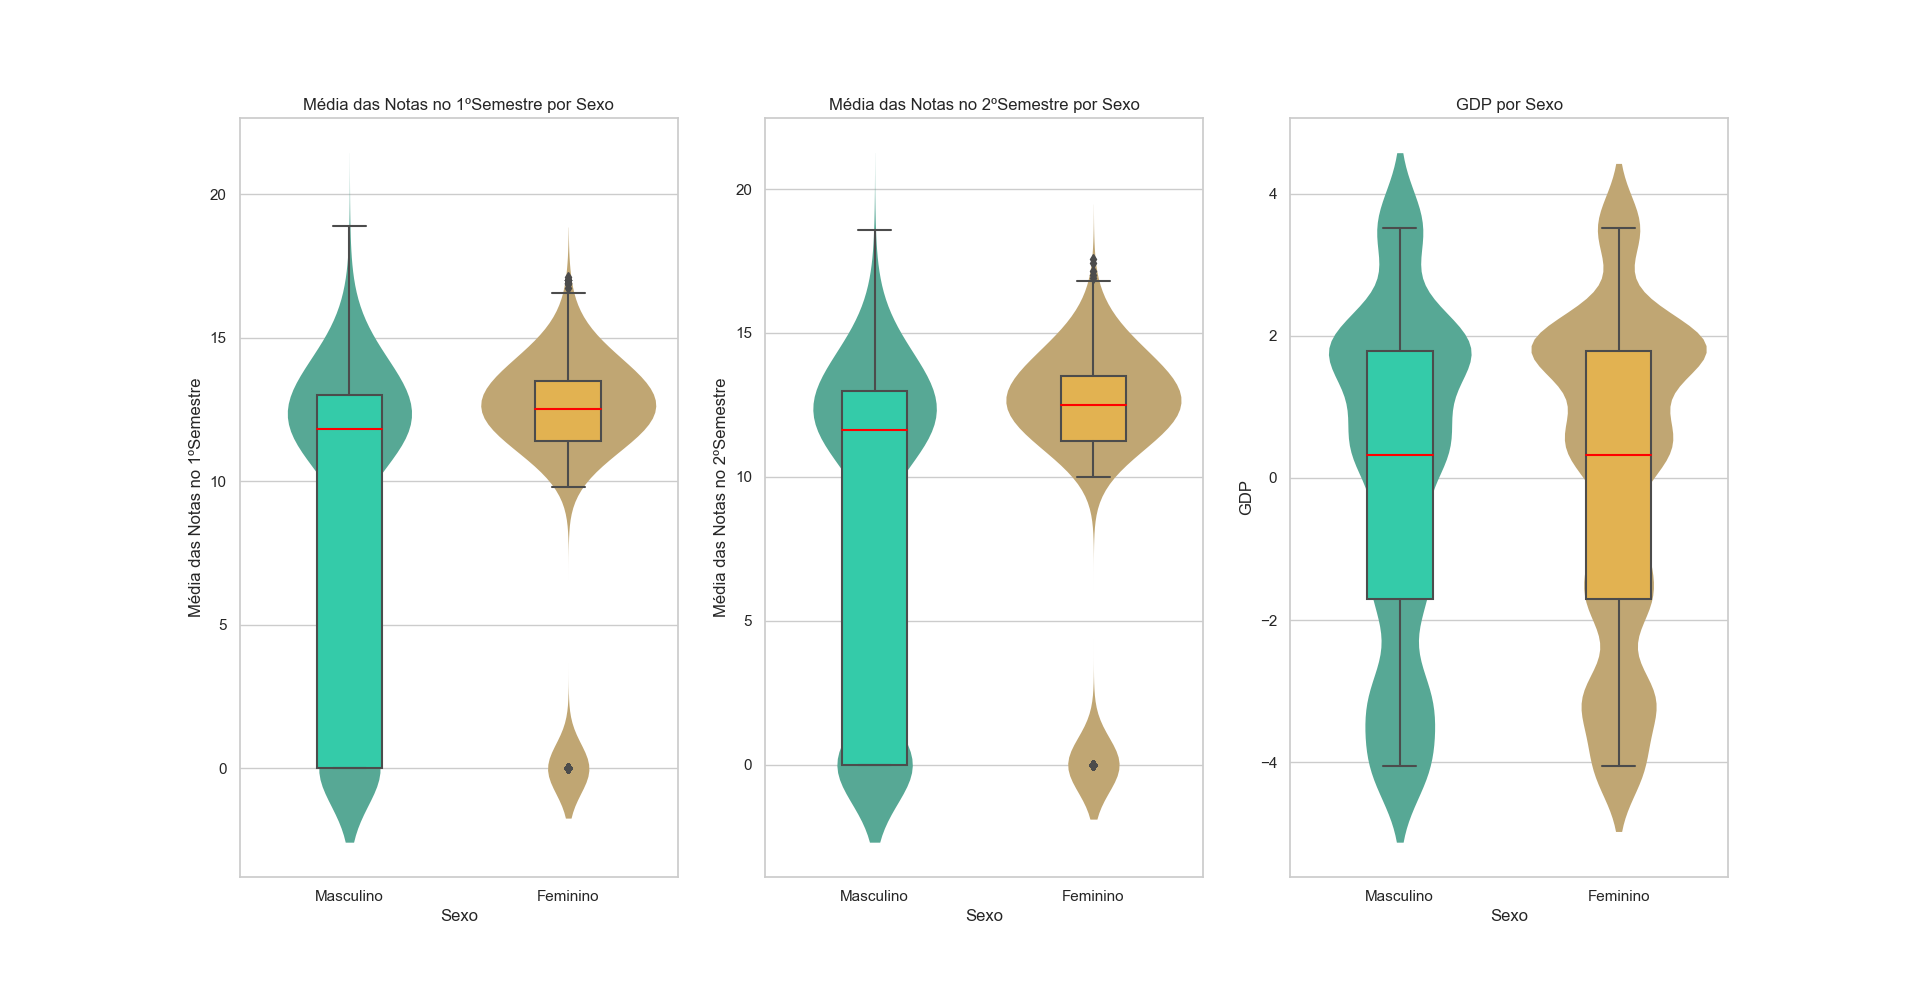 Média das Notas no 1ºSemestre por Sexo
Média das Notas no 1ºSemestre
20
15
10
5
0
Masculino
Feminino
Sexo
Média das Notas no 2ºSemestre por Sexo
Média das Notas no 2ºSemestre
20
15
10
5
0
Masculino
Feminino
Sexo
GDP por Sexo
GDP
4
2
0
−2
−4
Masculino
Feminino
Sexo